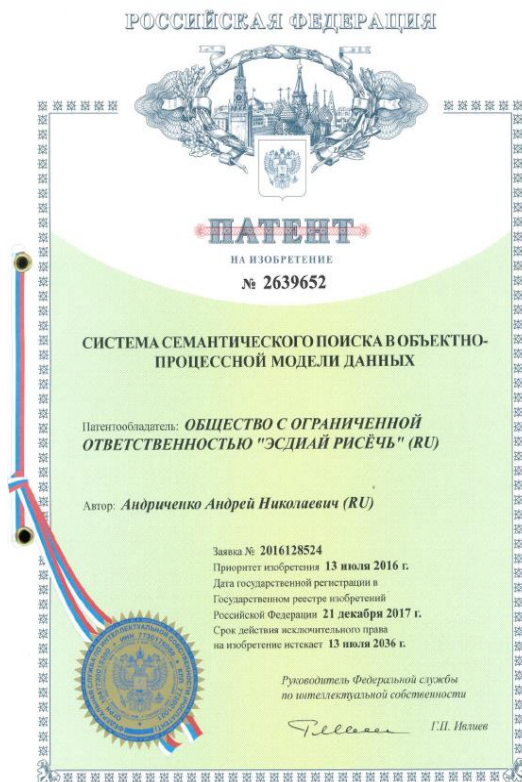 РОССИЙСКАЯ ФЕДЕРАЦИЯ
ПАТЕНТ
НА ИЗОБРЕТЕНИЕ
№ 2639652
СИСТЕМА СЕМАНТИЧЕСКОГО ПОИСКА В ОБЪЕКТНО-
ПРОЦЕССНОЙ МОДЕЛИ ДАННЫХ
Патентообладатель: ОБЩЕСТВО С ОГРАНИЧЕННОЙ
ОТВЕТСТВЕННОСТЬЮ "ЭСДИАЙ РИСЁЧЬ" (RU)
Автор: Андриченко Андрей Николаевич (RU)
Заявка № 2016128524
Приоритет изобретения 13 июля 2016 г.
Дата государственной регистрации в
Государственном реестре изобретений
Российской Федерации 21 декабря 2017 г.
Срок действия исключительного права
на изобретение истекает 13 июля 2036 г.
Руководитель Федеральной службы
по интеллектуальной собственности
Г.П. Ивлиев